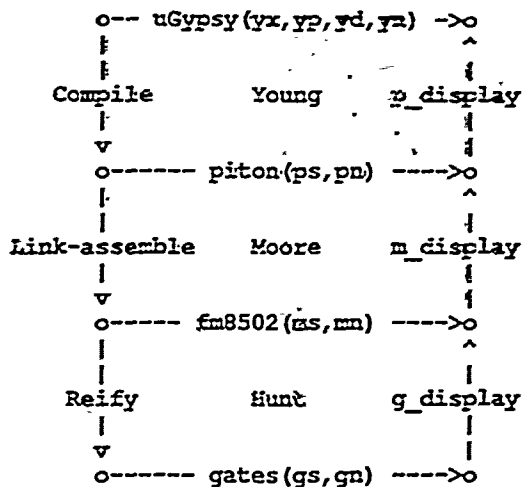 o-- uGypsy(yx,yp,yd,yn) ->o
Compile Young p_display
o------ piton(ps,pn) ---->o
Link-assemble Moore m_display
o----- fm8502(ms,mn) ---->o
Reify Hunt g_display
o------ gates(gs,gn) ---->o